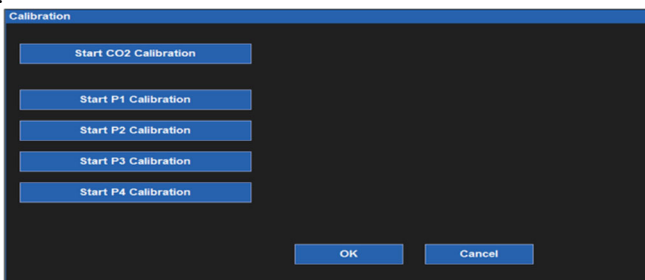 Calibration
Start CO2 Calibration
Start P1 Calibration
Start P2 Calibration
Start P3 Calibration
Start P4 Calibration
OK Cancel